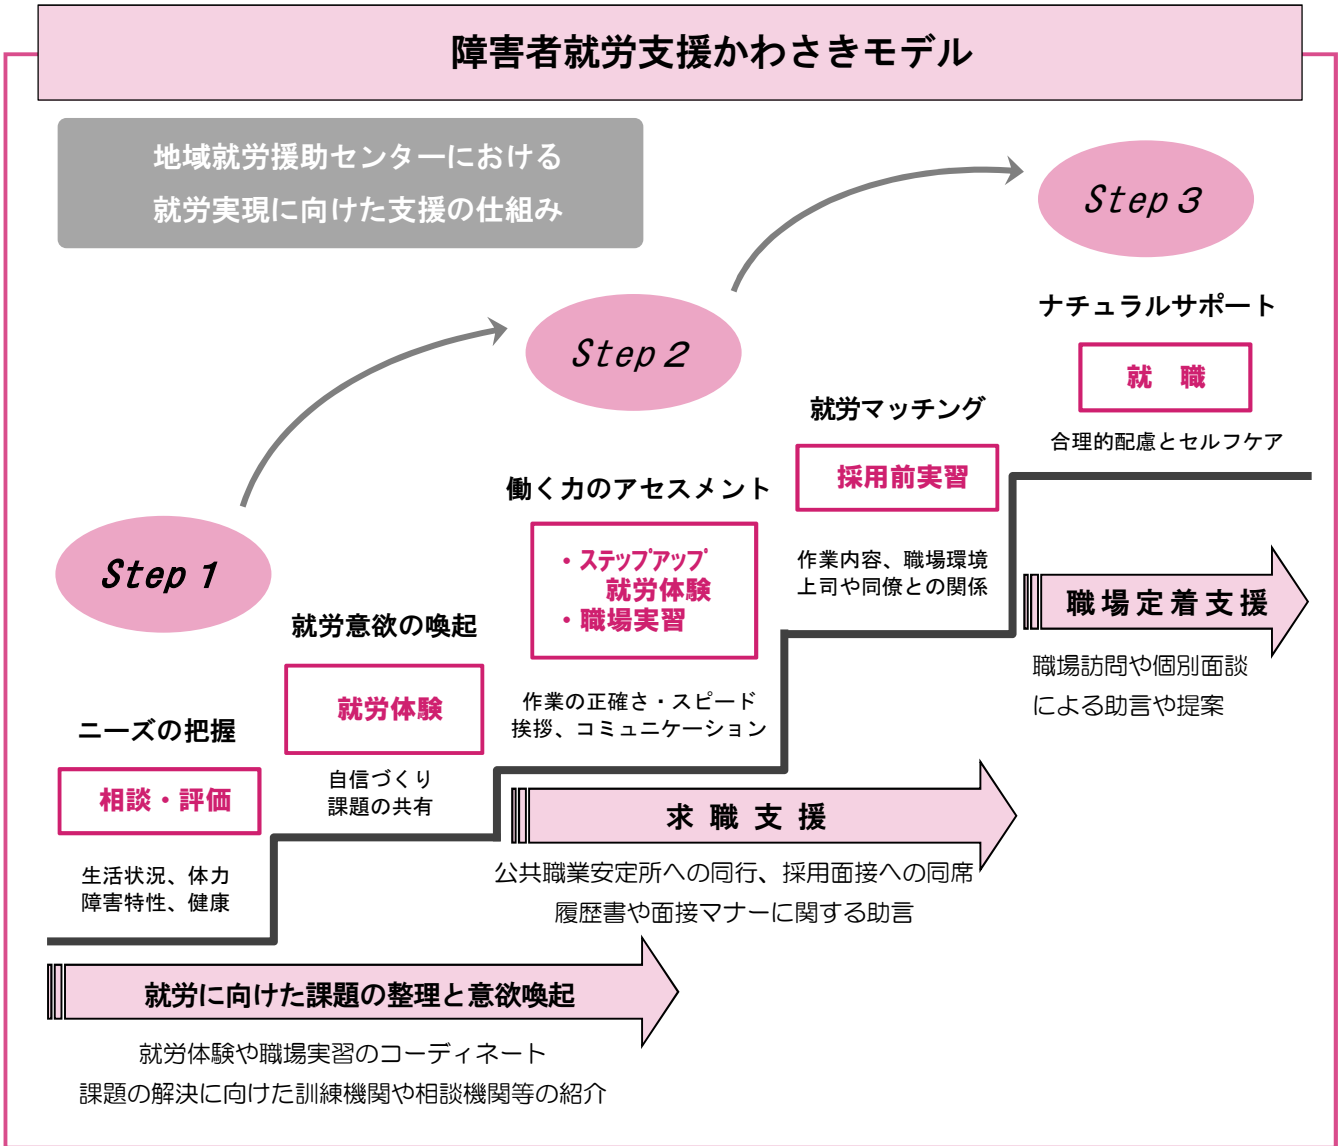 障害者就労支援かわさきモデル
地域就労援助センターにおける
就労実現に向けた支援の仕組み
Step 1
ニーズの把握
相談・評価
生活状況、体力
障害特性、健康
就労意欲の喚起
就労体験
自信づくり
課題の共有
Step 2
働く力のアセスメント
・ステップアップ
就労体験
・職場実習
作業の正確さ・スピード
挨拶、コミュニケーション
就労マッチング
採用前実習
作業内容、職場環境
上司や同僚との関係
Step 3
ナチュラルサポート
就 職
合理的配慮とセルフケア
職場定着支援
職場訪問や個別面談
による助言や提案
求職支援
公共職業安定所への同行、採用面接への同席
履歴書や面接マナーに関する助言
就労に向けた課題の整理と意欲喚起
就労体験や職場実習のコーディネート
課題の解決に向けた訓練機関や相談機関等の紹介